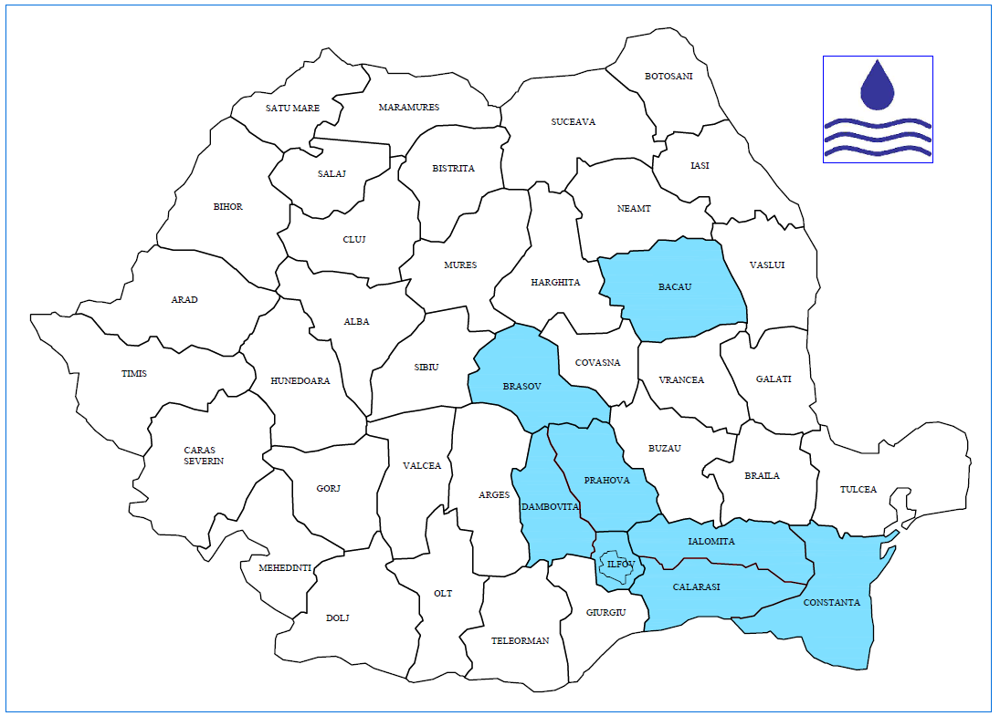 BOTOSANI
SATU MARE
MARAMURES
SUCEAVA
IASI
SALAJ
BISTRITA
BIHOR
NEAMT
CLUJ
MURES
VASLUI
HARGHITA
BACAU
ARAD
ALBA
TIMIS
SIBIU
COVASNA
HUNEDOARA
BRASOV
VRANCEA
GALATI
CARAS
SEVERIN
BUZAU
VALCEA
BRAILA
PRAHOVA
GORJ
ARGES
TULCEA
DAMBOVITA
IALOMITA
ILFOV
MEHEDINTI
CALARASI
OLT
CONSTANTA
GIURGIU
DOLJ
TELEORMAN